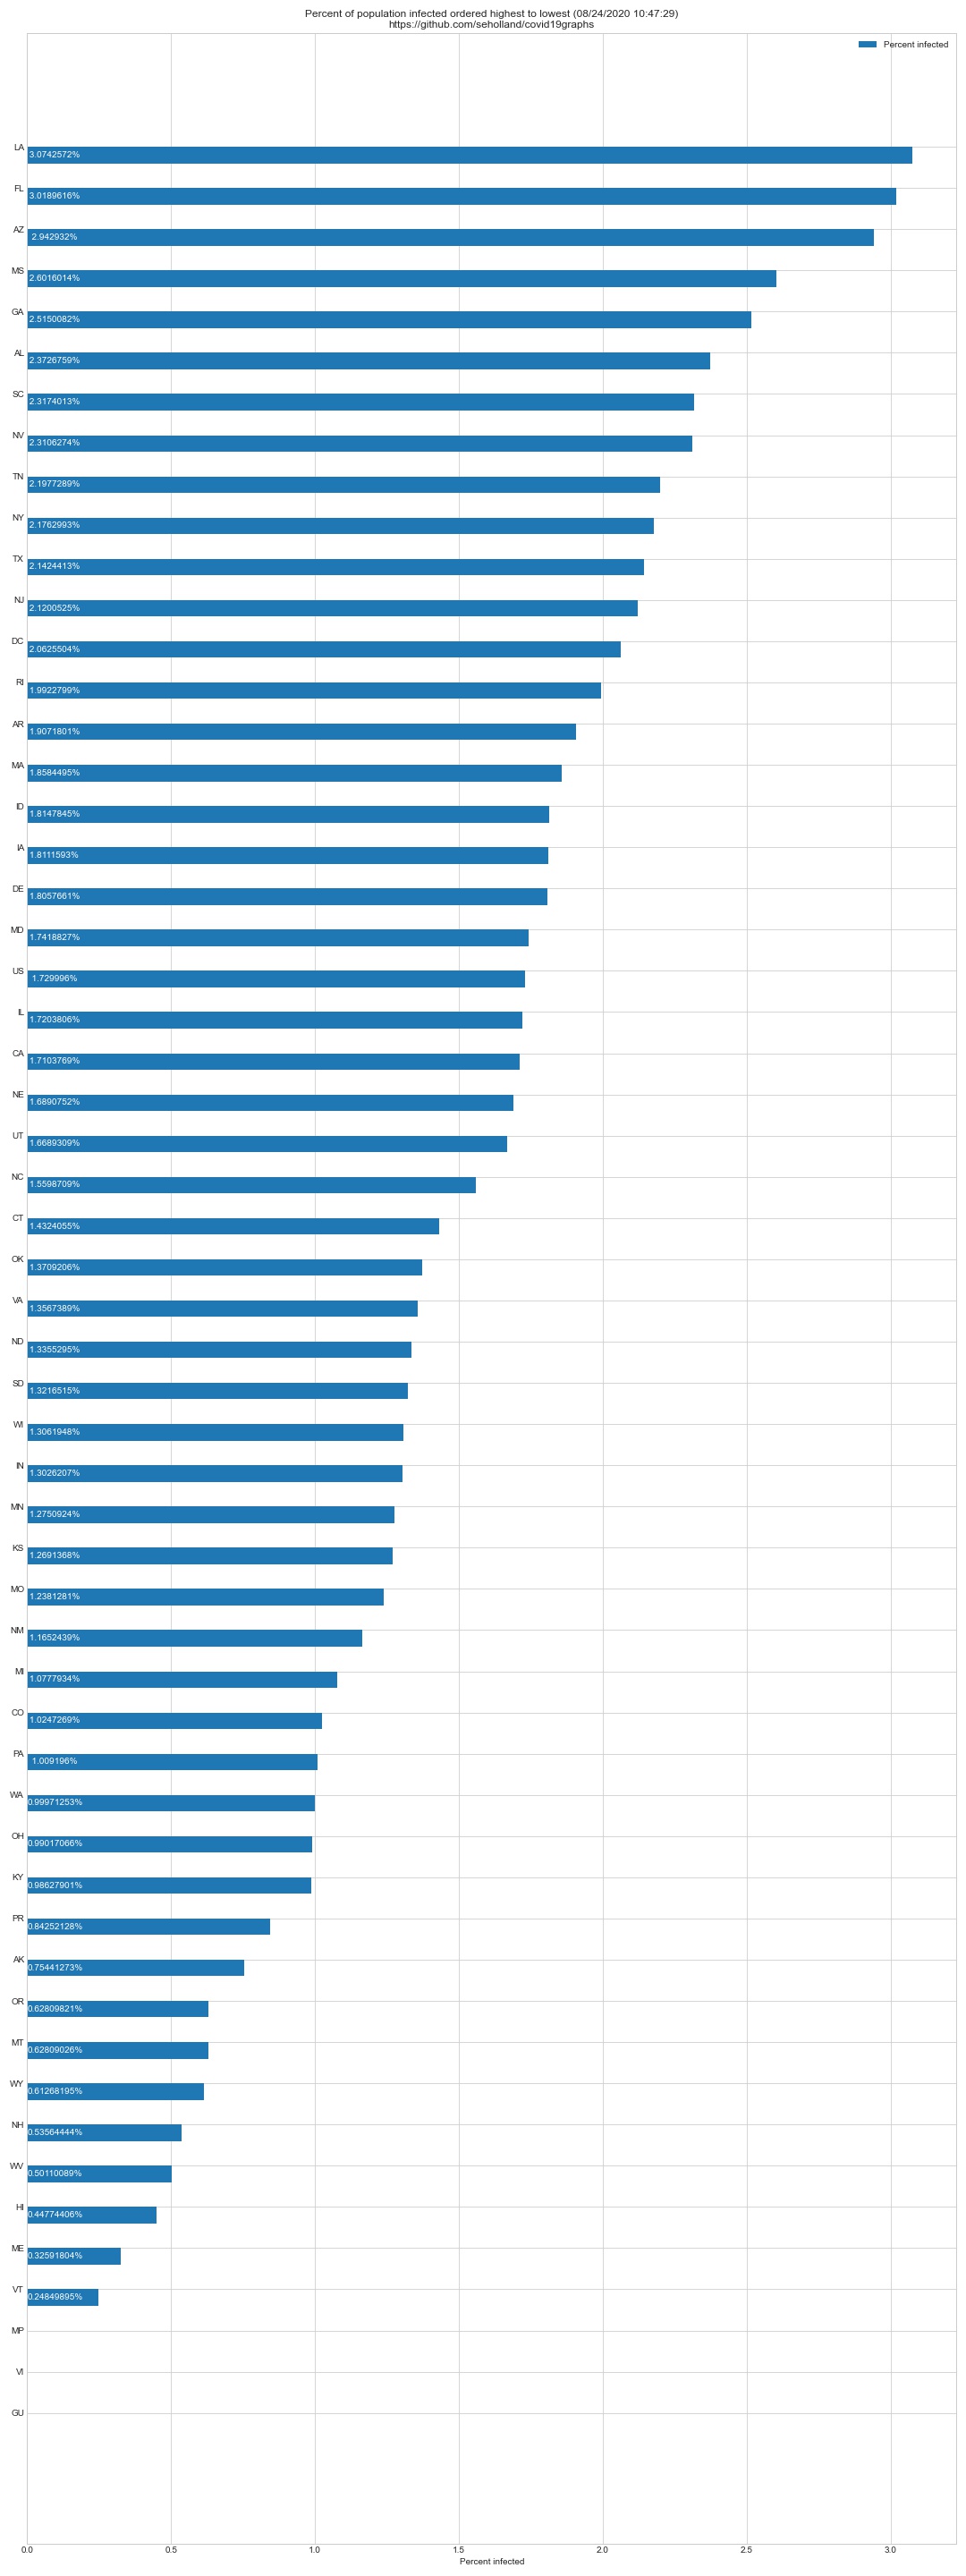 Percent of population infected ordered highest to lowest (08/24/2020 10:47:29)
https://github.com/seholland/covid19graphs
Percent infected
LA 3.0742572%
FL 3.0189616%
AZ 2.942932%
MS 2.6016014%
GA 2.5150082%
AL 2.3726759%
SC 2.3174013%
NV 2.3106274%
TN 2.1977289%
NY 2.1762993%
TX 2.1424413%
NJ 2.1200525%
DC 2.0625504%
RI 1.9922799%
AR 1.9071801%
MA 1.8584495%
ID 1.8147845%
IA 1.8111593%
DE 1.8057661%
MD 1.7418827%
US 1.729996%
IL 1.7203806%
CA 1.7103769%
NE 1.6890752%
UT 1.6689309%
NC 1.5598709%
CT 1.4324055%
OK 1.3709206%
VA 1.3567389%
ND 1.3355295%
SD 1.3216515%
WI 1.3061948%
IN 1.3026207%
MN 1.2750924%
KS 1.2691368%
MO 1.2381281%
NM 1.1652439%
MI 1.0777934%
CO 1.0247269%
PA 1.009196%
WA 0.99971253%
OH 0.99017066%
KY 0.98627901%
PR 0.84252128%
AK 0.75441273%
OR 0.62809821%
MT 0.62809026%
WY 0.61268195%
NH 0.53564444%
WV 0.50110089%
HI 0.44774406%
ME 0.32591804%
VT 0.24849895%
MP
VI
GU
0.0 0.5 1.0 1.5 2.0 2.5 3.0
Percent infected